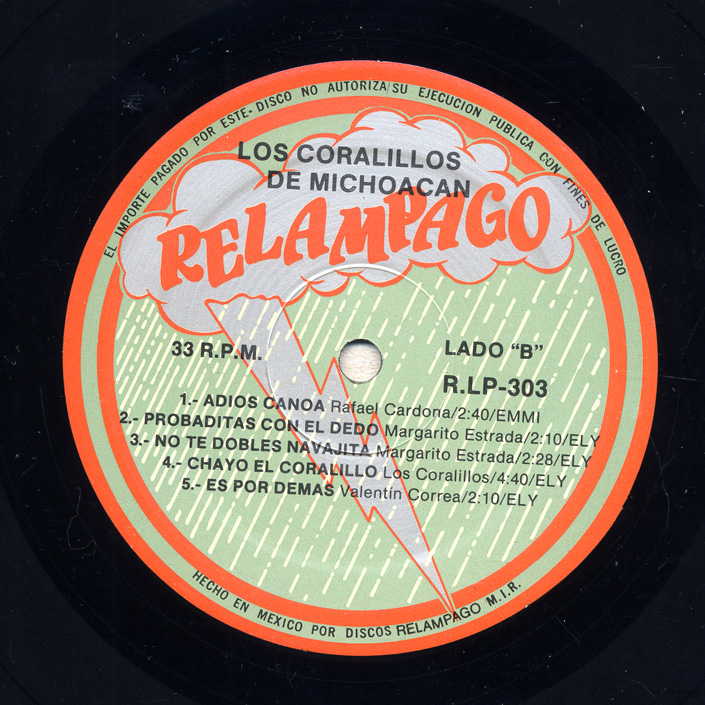 EL IMPORTE PAGADO POR ESTE-DISCO NO AUTORIZA/SU EJECUCION PUBLICA CON FINES DE LUCRO
LOS CORALILLOS
DE MICHOACAN
RELAMPAGO
33 R.P.M.
LADO "B"
R.LP-303
1.- ADIOS CANOA Rafael Cardona/2:40/EMMI
2.- PROBADITAS CON EL DEDO Margarito Estrada/2:10/ELY
3.- NO TE DOBLES NAVAJITA Margarito Estrada/2:28/ELY
4.- CHAYO EL CORALILLO Los Coralillos/4:40/ELY
5.- ES POR DEMAS Valentín Correa/2:10/ELY
HECHO EN MEXICO POR DISCOS RELAMPAGO M.I.R.